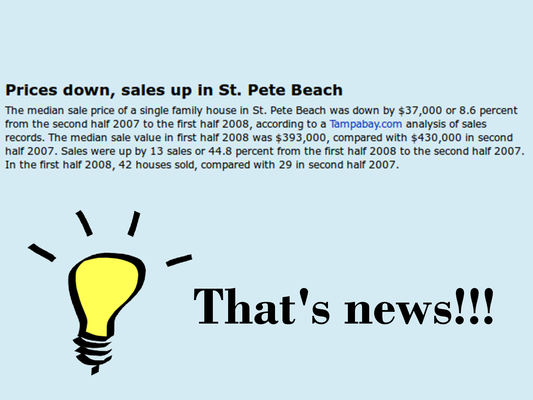 Prices down, sales up in St. Pete Beach
The median sale price of a single family house in St. Pete Beach was down by $37,000 or 8.6 percent
from the second half 2007 to the first half 2008, according to a Tampabay.com analysis of sales
records. The median sale value in first half 2008 was $393,000, compared with $430,000 in second
half 2007. Sales were up by 13 sales or 44.8 percent from the first half 2008 to the second half 2007.
In the first half 2008, 42 houses sold, compared with 29 in second half 2007.
That's news!!!